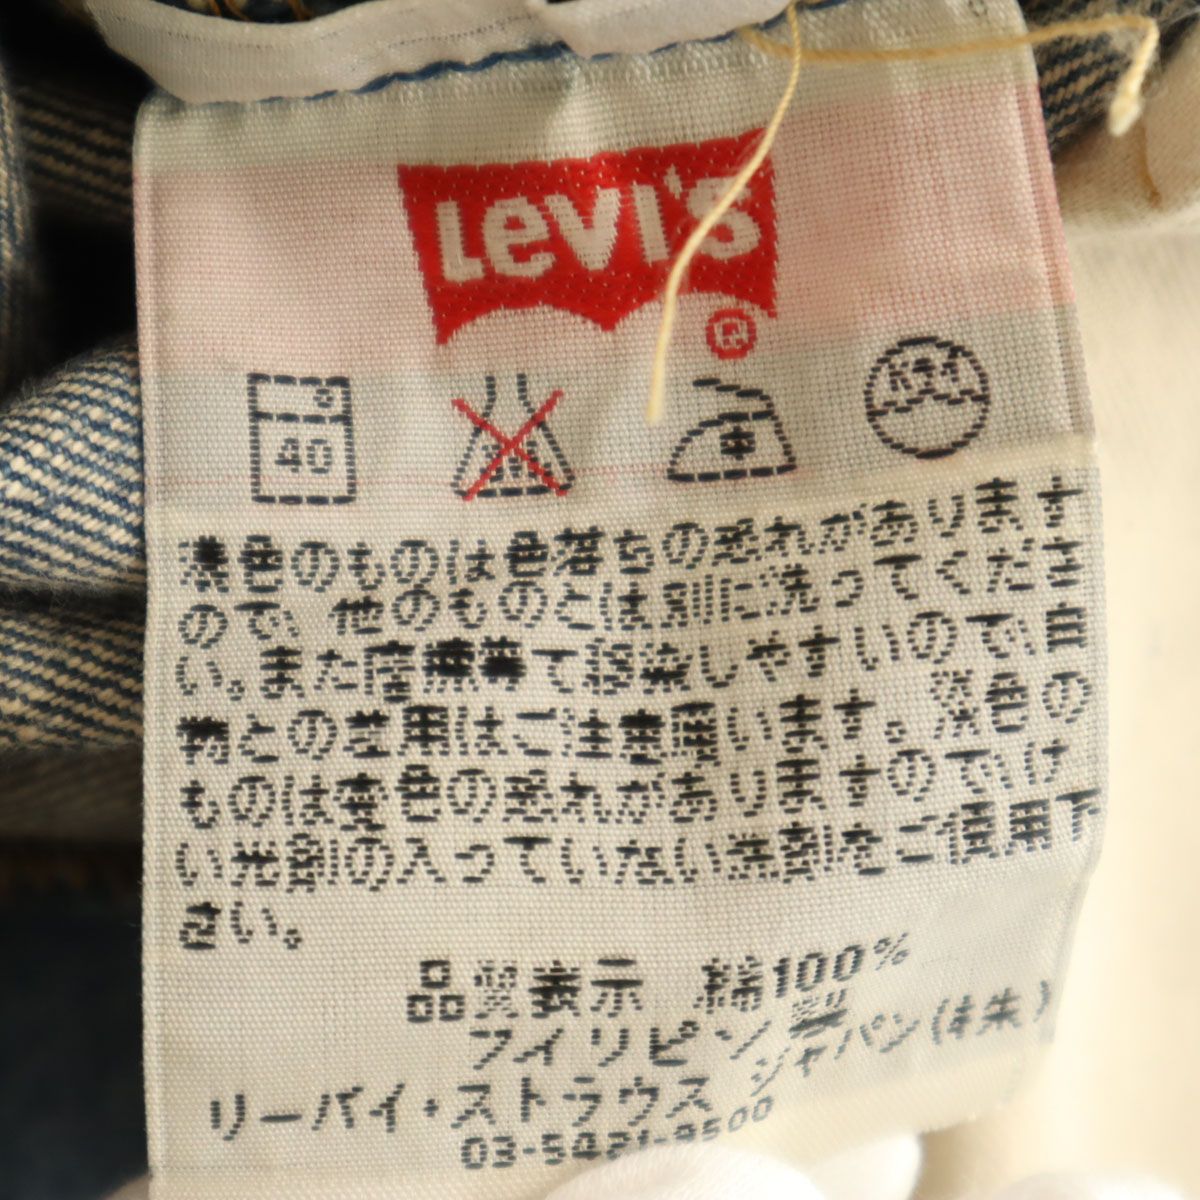 LEVI'S
®
40 中 ドライ
濃色のものは色落ちの恐れがあります
ので、他のものとは別に洗ってくださ
い。また摩擦等で移染しやすいので、白
物との着用はご注意願います。淡色の
ものは変色の恐れがありますので、け
い光剤の入っていない洗剤をご使用下
さい。
品質表示 綿100%
フィリピン製
リーバイ・ストラウス ジャパン(株)
03-5421-9500